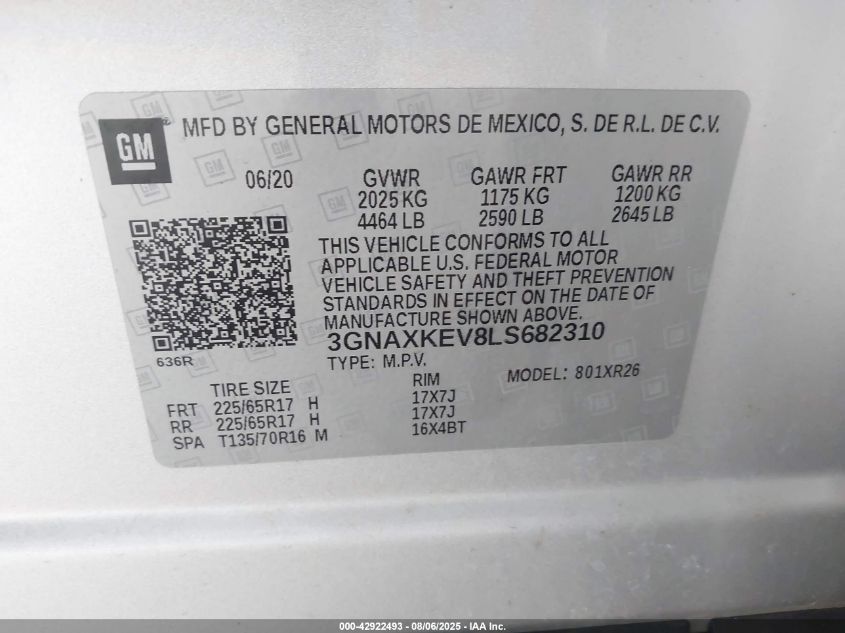 GM GM GM GM
GM® MFD BY GENERAL MOTORS DE MEXICO, S. DE R.L. DE C.V.
06/20 GVWR GAWR FRT GAWR RR
2025 KG 1175 KG 1200 KG
4464 LB 2590 LB 2645 LB
THIS VEHICLE CONFORMS TO ALL
APPLICABLE U.S. FEDERAL MOTOR
VEHICLE SAFETY AND THEFT PREVENTION
STANDARDS IN EFFECT ON THE DATE OF
MANUFACTURE SHOWN ABOVE.
3GNAXKEV8LS682310
636R
TYPE: M.P.V.
TIRE SIZE RIM MODEL: 801XR26
FRT 225/65R17 H 17X7J
RR 225/65R17 H 17X7J
SPA T135/70R16 M 16X4BT
000-42922493 - 08/06/2025 - IAA Inc.